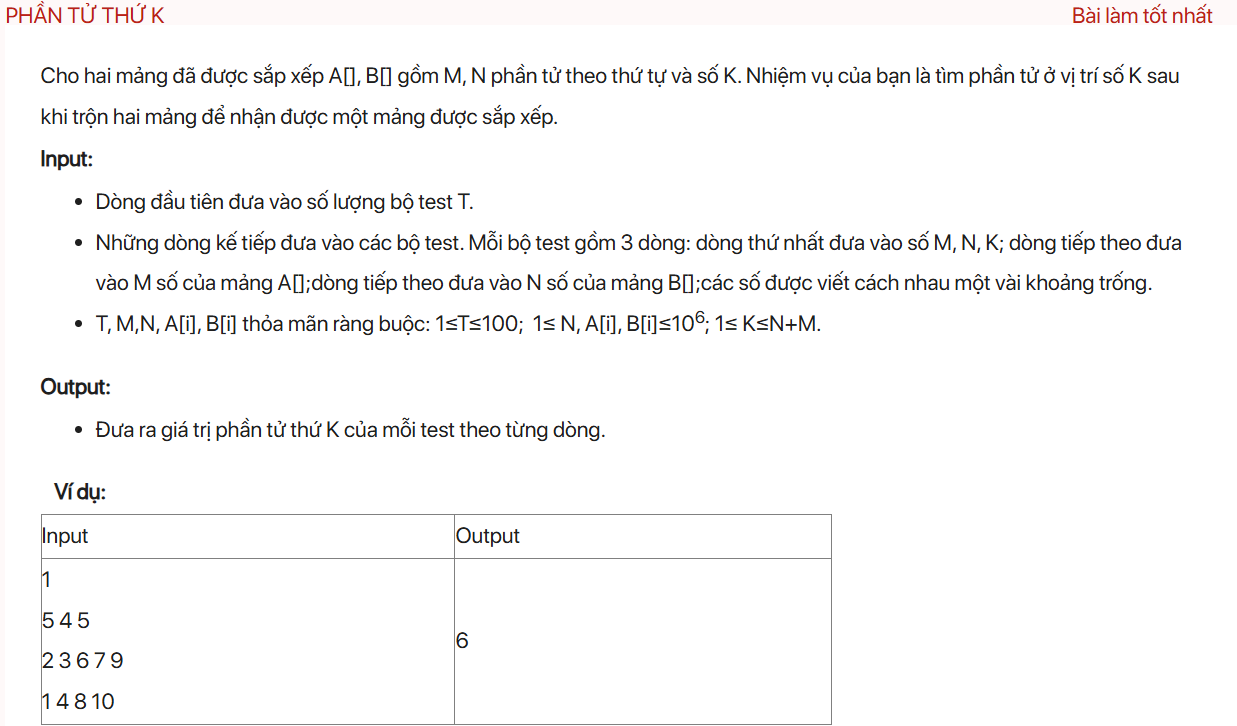 PHẦN TỬ THỨ K
Bài làm tốt nhất
Cho hai mảng đã được sắp xếp A[], B[] gồm M, N phần tử theo thứ tự và số K. Nhiệm vụ của bạn là tìm phần tử ở vị trí số K sau
khi trộn hai mảng để nhận được một mảng được sắp xếp.
Input:
• Dòng đầu tiên đưa vào số lượng bộ test T.
• Những dòng kế tiếp đưa vào các bộ test. Mỗi bộ test gồm 3 dòng: dòng thứ nhất đưa vào số M, N, K; dòng tiếp theo đưa
vào M số của mảng A[];dòng tiếp theo đưa vào N số của mảng B[];các số được viết cách nhau một vài khoảng trống.
• T, M,N, A[i], B[i] thỏa mãn ràng buộc: 1≤T≤100; 1≤ N, A[i], B[i]≤10⁶; 1≤ K≤N+M.
Output:
• Đưa ra giá trị phần tử thứ K của mỗi test theo từng dòng.
Ví dụ:
Input
Output
1
5 4 5
2 3 6 7 9
1 4 8 10
6